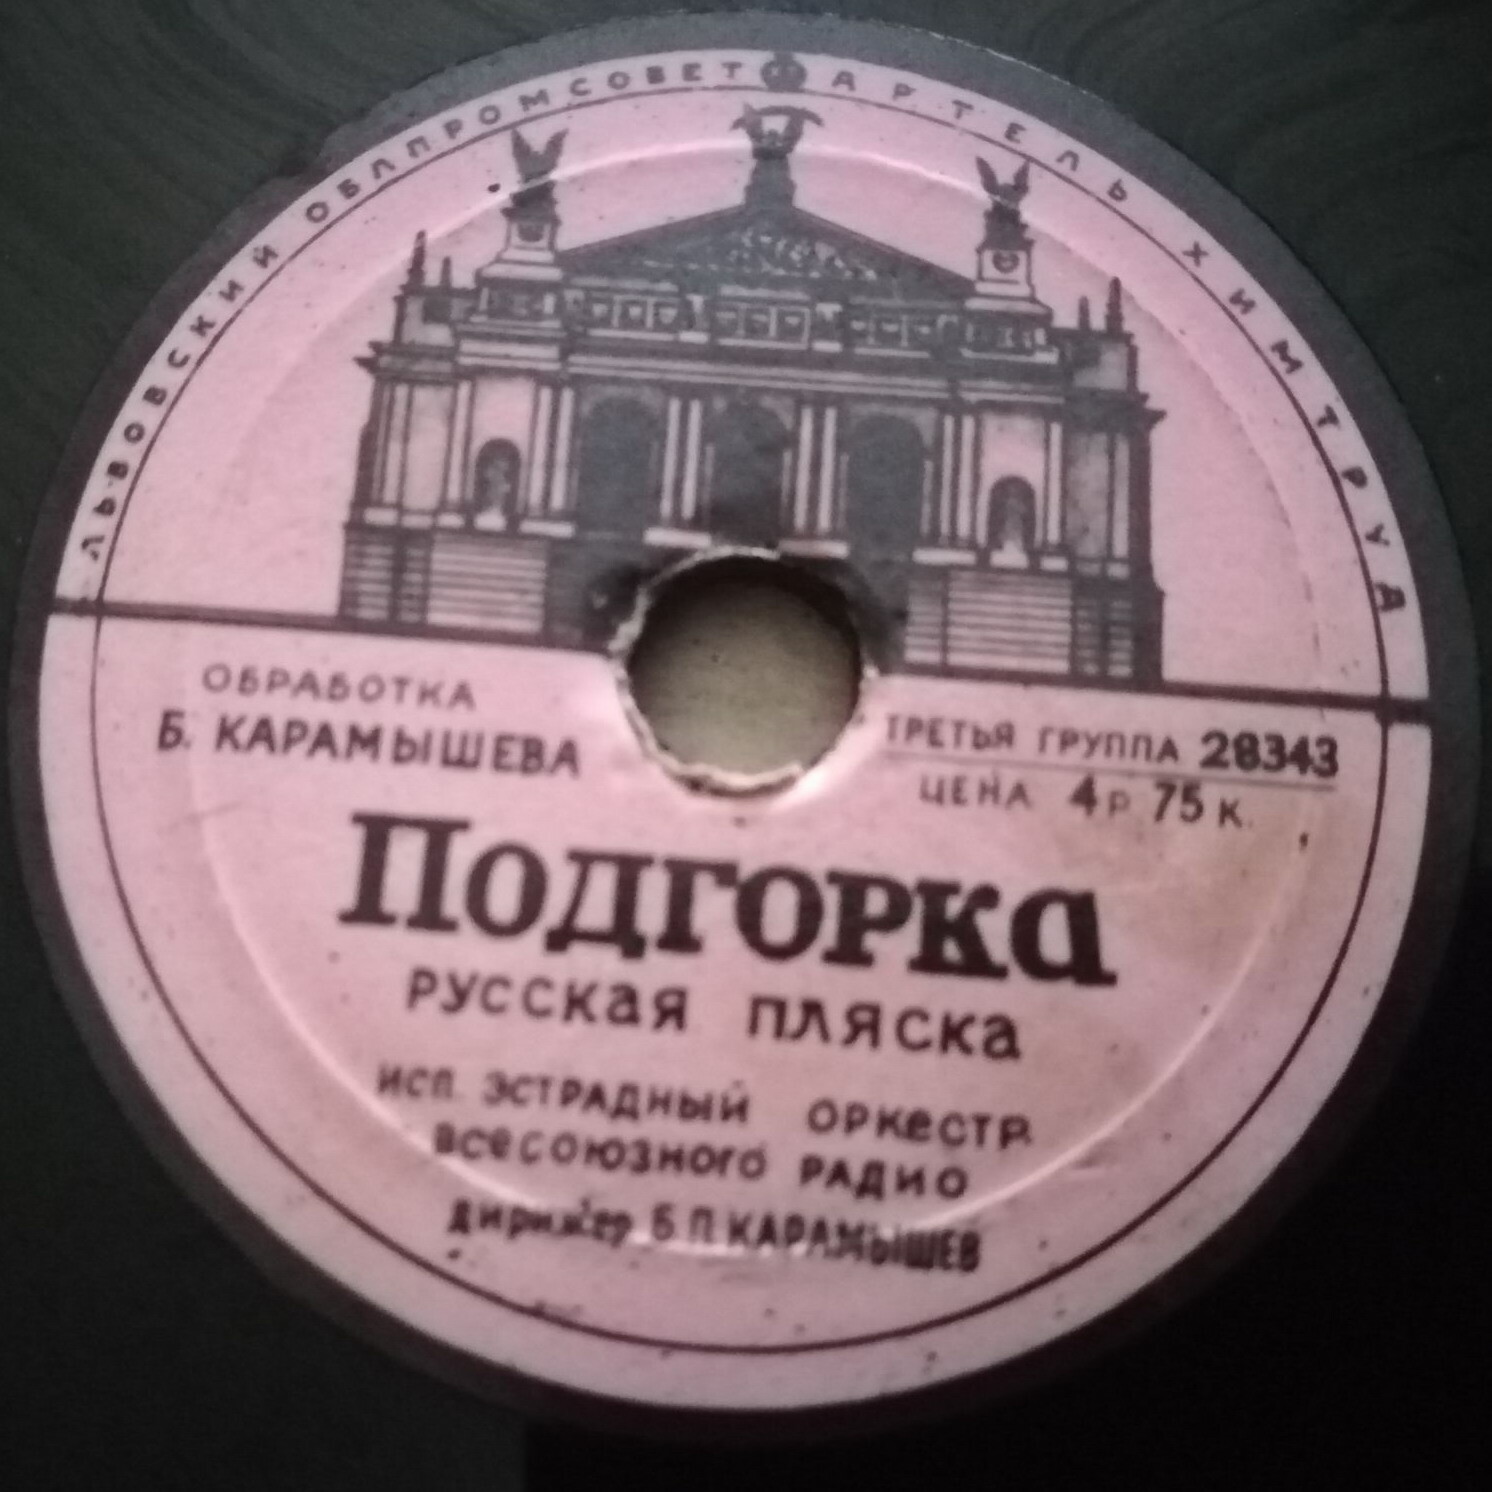 ЛЬВОВСКИЙ ОБЛПРОМСОВЕТ АРТЕЛЬ ХИМТРУД
ОБРАБОТКА
Б. КАРАМЫШЕВА
ТРЕТЬЯ ГРУППА 28343
ЦЕНА 4 р 75 к.
Подгорка
русская пляска
исп. эстрадный оркестр
всесоюзного радио
дирижер Б.П. КАРАМЫШЕВ